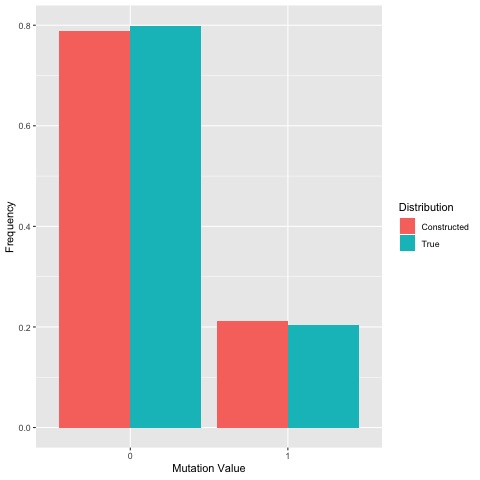 0.8
0.6
0.4
0.2
0.0
Frequency
0
1
Mutation Value
Distribution
Constructed
True